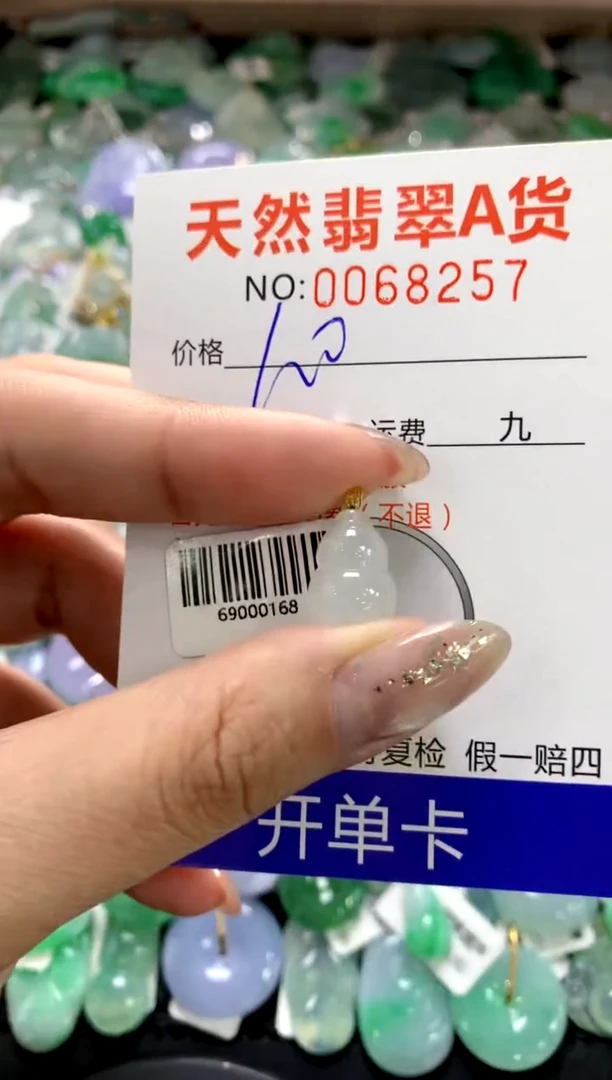 天然翡翠A货
NO:0068257
价格
运费 九
(不退)
69000168
复检 假一赔四
开单卡